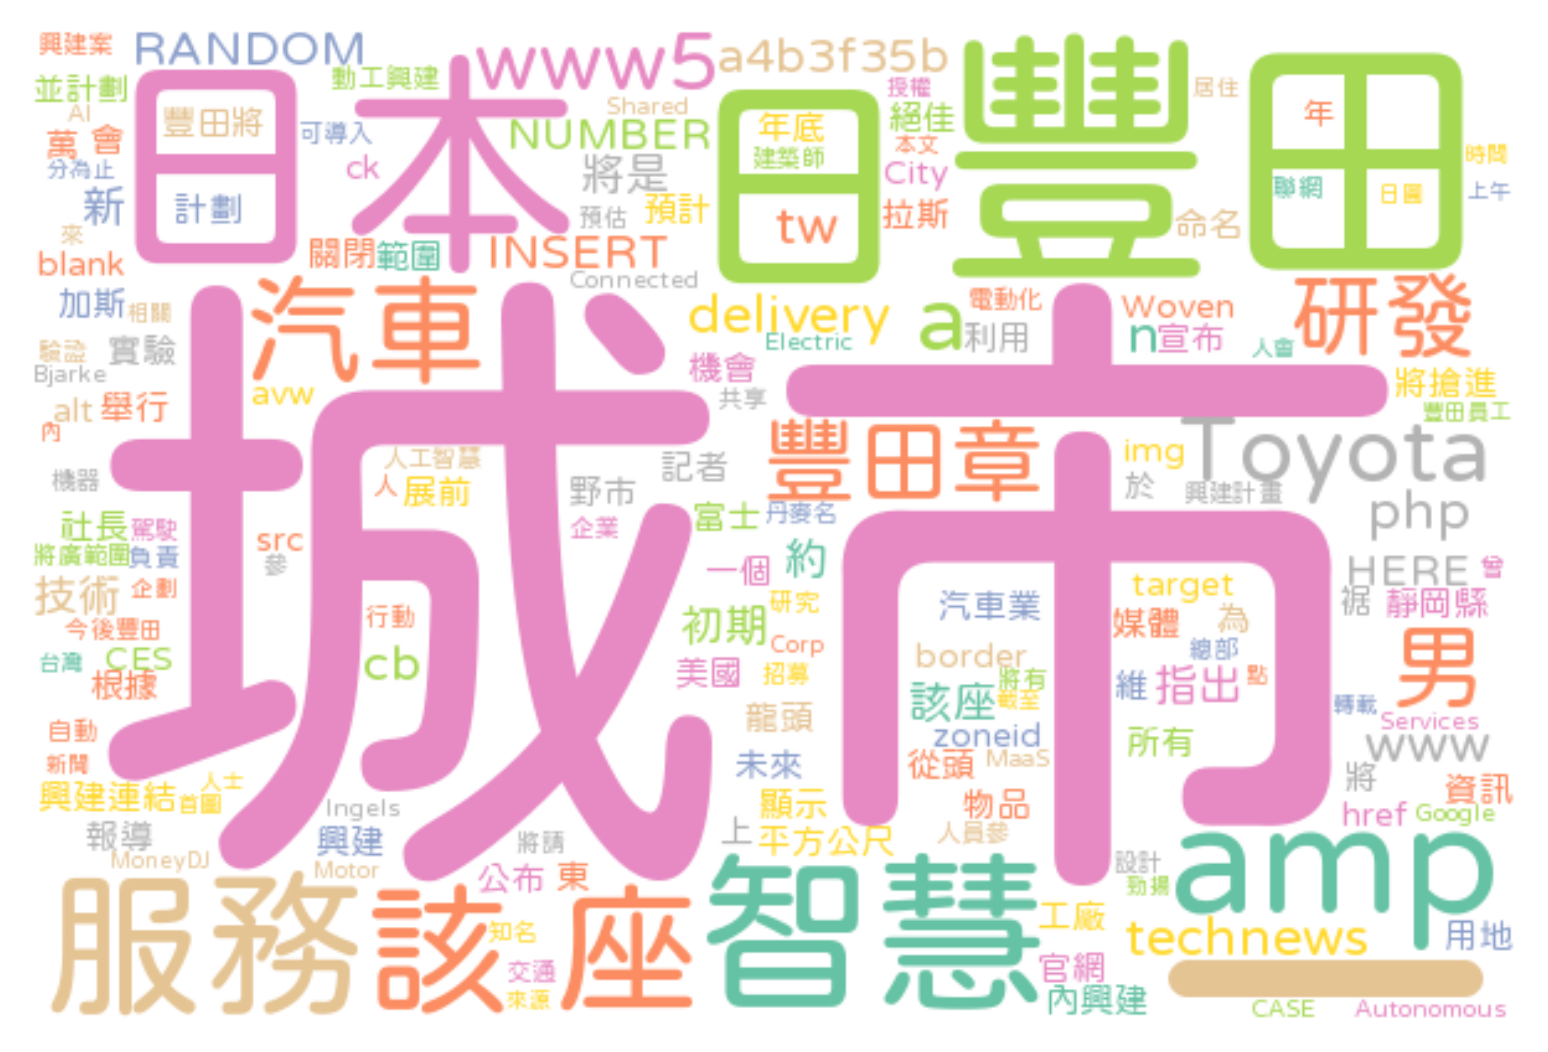 興建案
RANDOM
www5
a4b3f35b
豐田
並計劃
動工興建
日本
Shared
授權
居住
AI
豐田將
可導入
NUMBER
日
年底
絕佳
年
萬
會
分為止
ck
將是
建築師
本文
City
時間
新
計劃
預估
預計
tw
拉斯
命名
聯網
日圓
上午
來
關閉
範圍
INSERT
blank
Connected
加斯
相關
汽車
delivery
a
電動化
Woven
研發
Electric
利用
n
宣布
人會
驗證
實驗
Bjarke
機會
將搶進
avw
共享
豐田員工
alt
舉行
城市
內
人工智慧
記者
豐田章
img
Toyota
機器
人
展前
野市
於
興建計畫
php
社長
駕駛
企業
富士
丹麥名
將廣範圍
負責
src
參
一個
約
HERE
曾
技術
企劃
研究
target
裾
靜岡縣
今後豐田
行動
初期
汽車業
媒體
為
男
台灣
CES
cb
Corp
border
總部
根據
美國
招募
該座
將有
截至
維
指出
點
轉載
自動
龍頭
zoneid
所有
Services
新聞
未來
從頭
MaaS
www
興建連結
首圖
人士
Ingels
顯示
物品
將
資訊
報導
興建
將請
上
平方公尺
人員參
href
Google
MoneyDJ
Motor
公布
東
設計
勁揚
amp
服務
該座
知名
智慧
工廠
technews
用地
交通
官網
來源
內興建
CASE
Autonomous